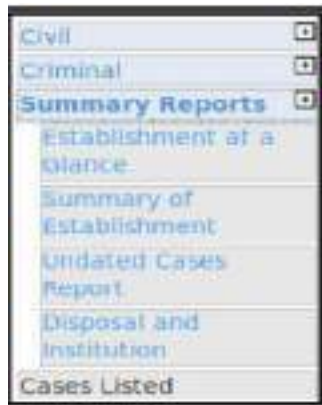 Civil
Criminal
Summary Reports
Establishment at a
Glance
Summary of
Establishment
Undated Cases
Report
Disposal and
Institution
Cases Listed